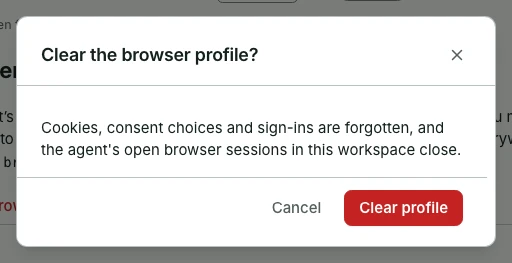 Clear the browser profile?
Cookies, consent choices and sign-ins are forgotten, and
the agent's open browser sessions in this workspace close.
Cancel
Clear profile